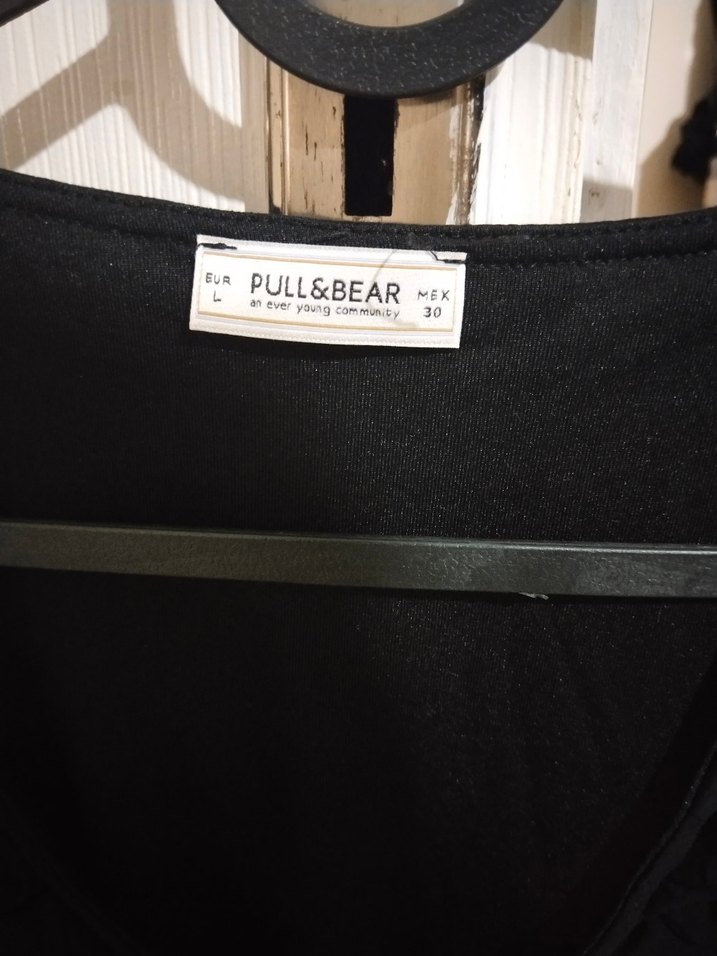 EUR
L
PULL&BEAR
an ever young community
MEX
30